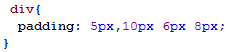 div{
padding: 5px,10px 6px 8px;
}